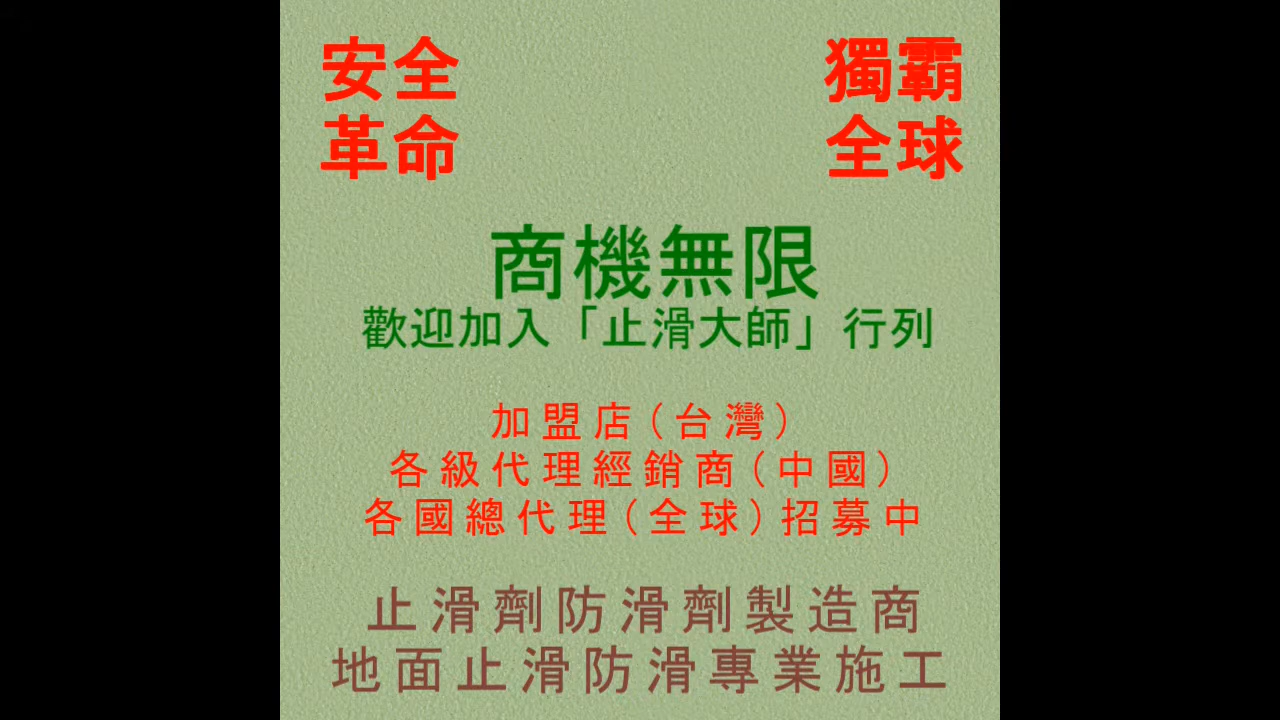 安全
革命
獨霸
全球
商機無限
歡迎加入「止滑大師」行列
加盟店(台灣)
各級代理經銷商(中國)
各國總代理(全球)招募中
止滑劑防滑劑製造商
地面止滑防滑專業施工